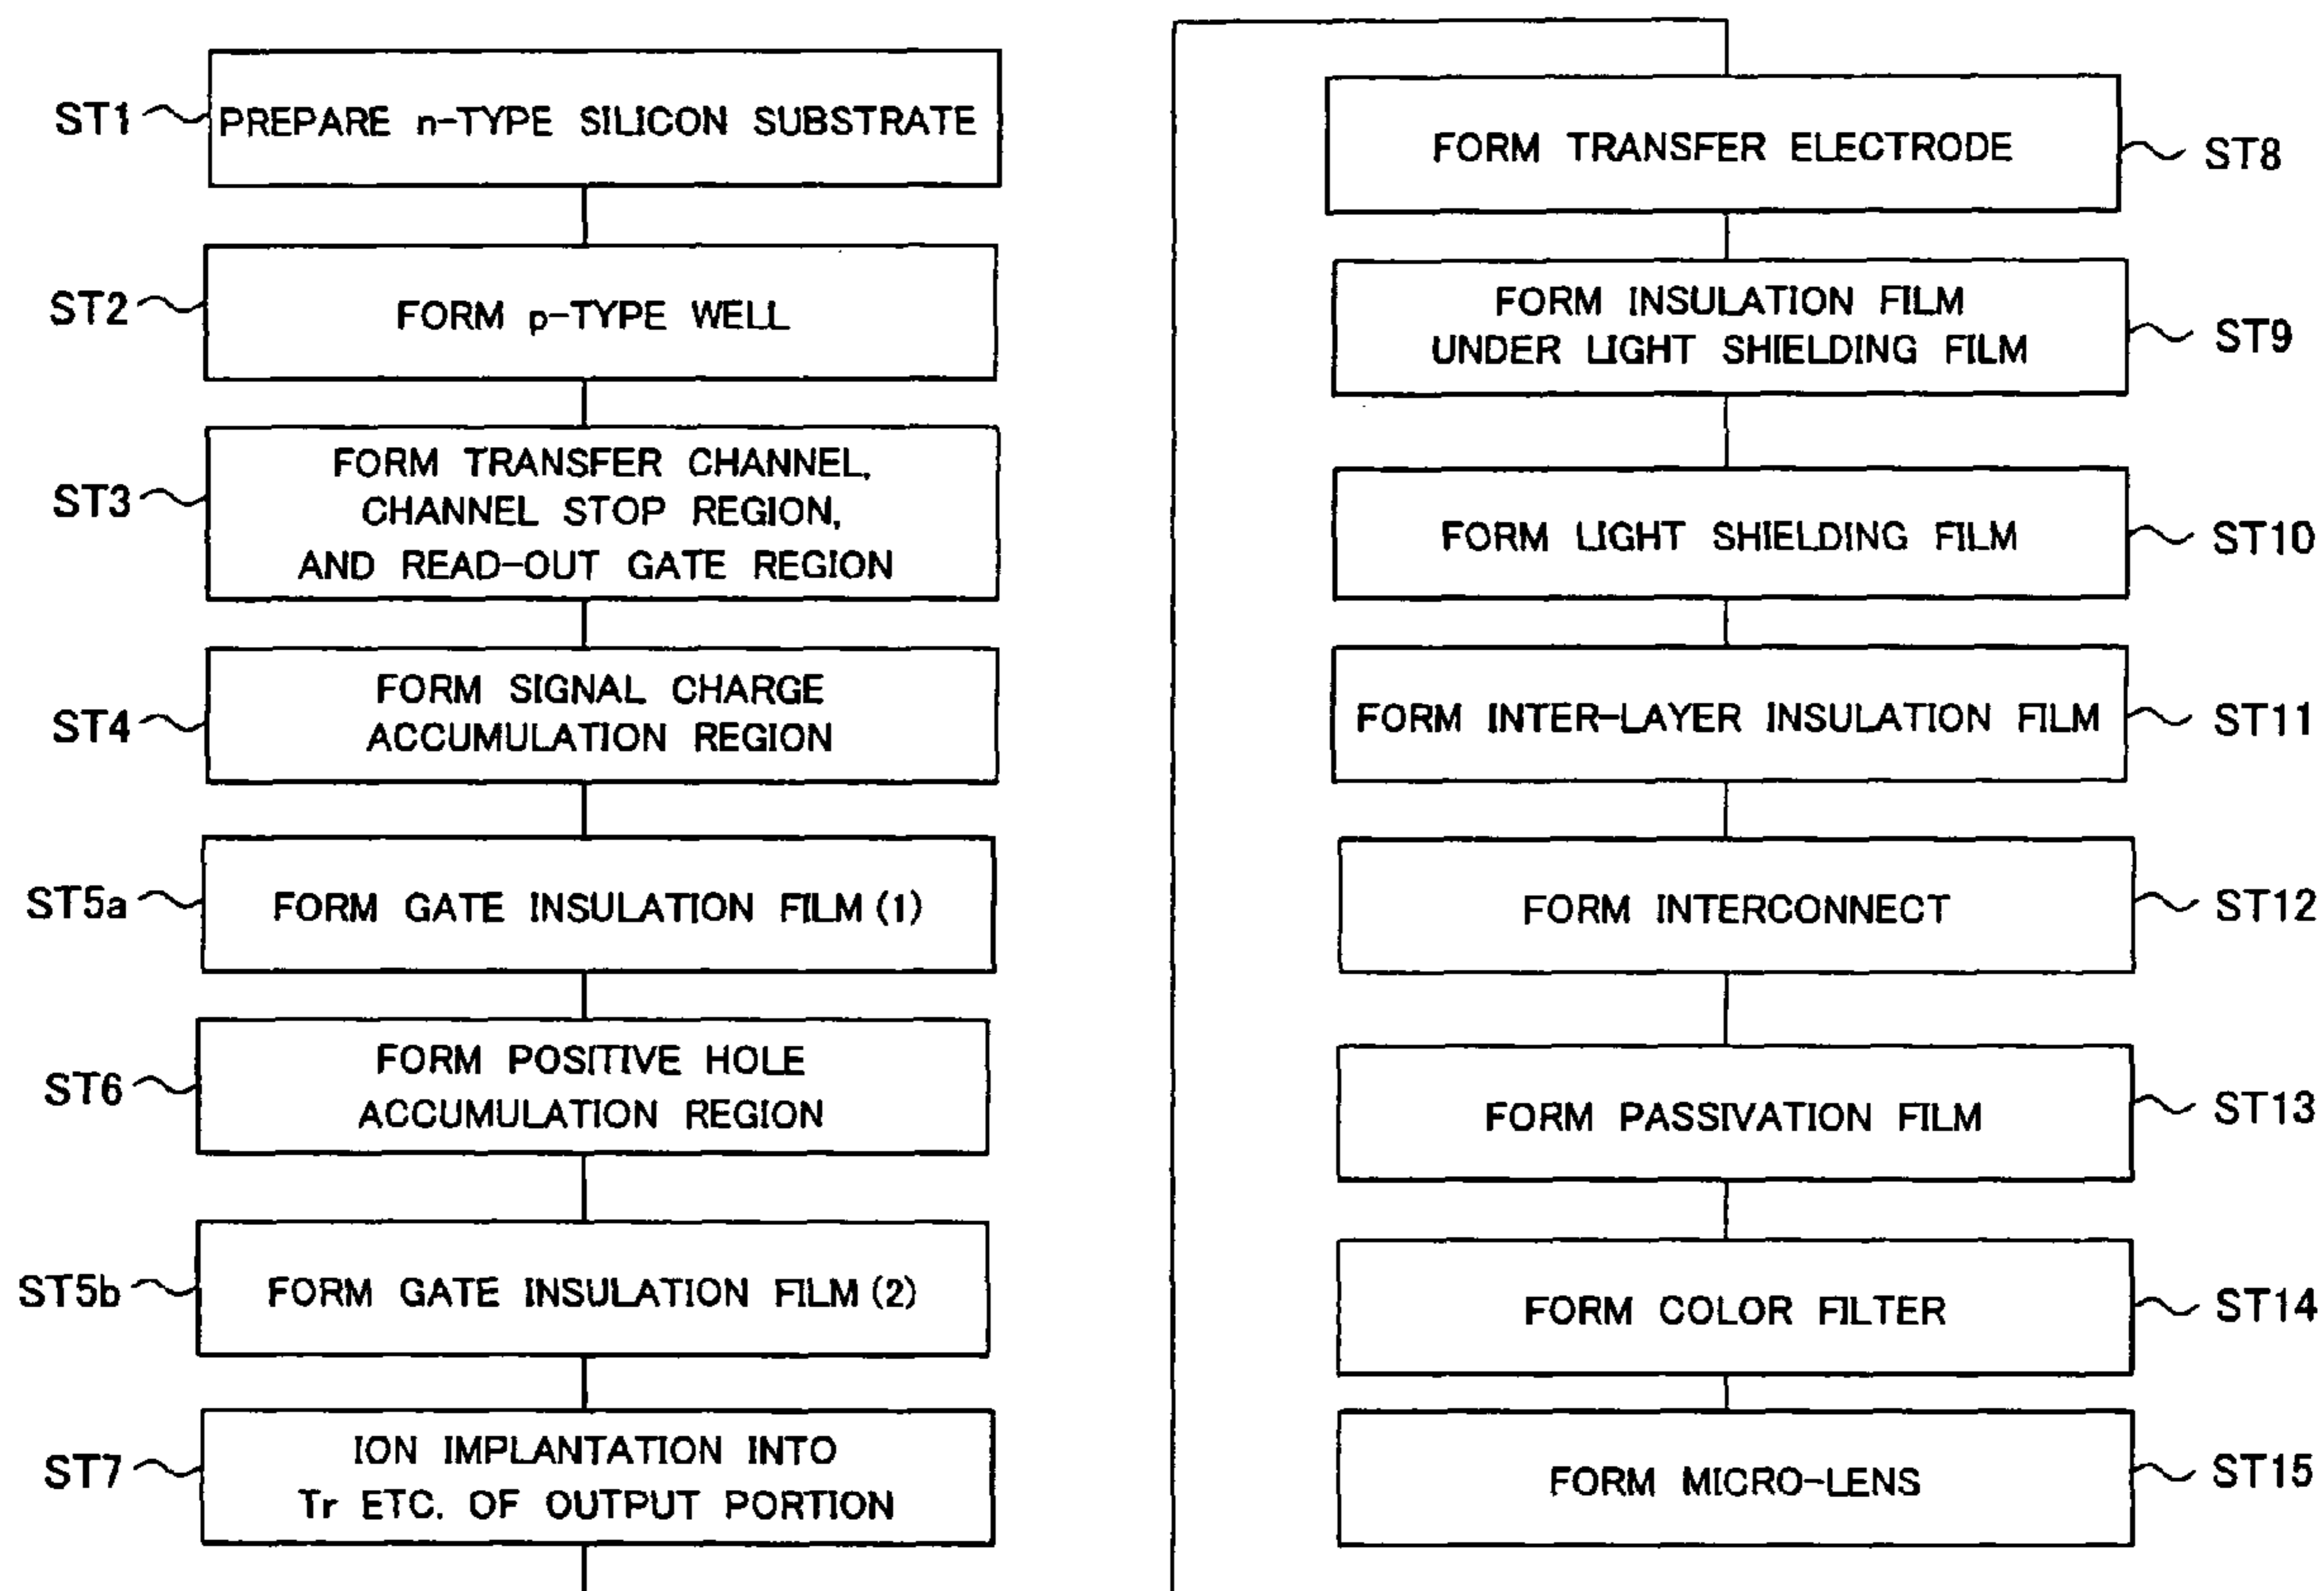 ST1
PREPARE n-TYPE SILICON SUBSTRATE
ST2
FORM p-TYPE WELL
ST3
FORM TRANSFER CHANNEL,
CHANNEL STOP REGION,
AND READ-OUT GATE REGION
ST4
FORM SIGNAL CHARGE
ACCUMULATION REGION
ST5a
FORM GATE INSULATION FILM (1)
ST6
FORM POSITIVE HOLE
ACCUMULATION REGION
ST5b
FORM GATE INSULATION FILM (2)
ST7
ION IMPLANTATION INTO
Tr ETC. OF OUTPUT PORTION
FORM TRANSFER ELECTRODE
ST8
FORM INSULATION FILM
UNDER LIGHT SHIELDING FILM
ST9
FORM LIGHT SHIELDING FILM
ST10
FORM INTER-LAYER INSULATION FILM
ST11
FORM INTERCONNECT
ST12
FORM PASSIVATION FILM
ST13
FORM COLOR FILTER
ST14
FORM MICRO-LENS
ST15